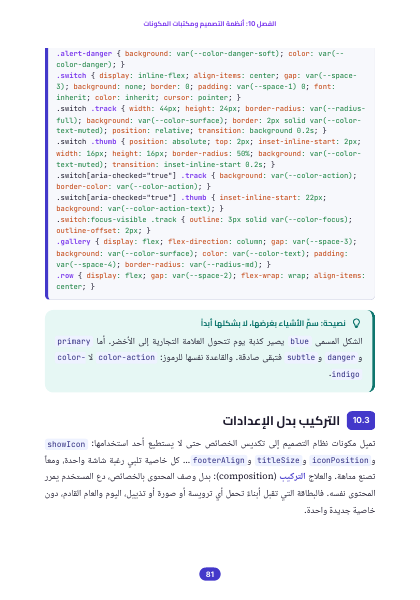 الفصل 10: أنظمة التصميم ومكتبات المكونات
.alert-danger { background: var(--color-danger-soft); color: var(--
color-danger); }
.switch { display: inline-flex; align-items: center; gap: var(--space-
3); background: none; border: 0; padding: var(--space-1) 0; font:
inherit; color: inherit; cursor: pointer; }
.switch .track { width: 44px; height: 24px; border-radius: var(--radius-
full); background: var(--color-surface); border: 2px solid var(--color-
text-muted); position: relative; transition: background 0.2s; }
.switch .thumb { position: absolute; top: 2px; inset-inline-start: 2px;
width: 16px; height: 16px; border-radius: 50%; background: var(--color-
text-muted); transition: inset-inline-start 0.2s; }
.switch[aria-checked="true"] .track { background: var(--color-action);
border-color: var(--color-action); }
.switch[aria-checked="true"] .thumb { inset-inline-start: 22px;
background: var(--color-action-text); }
.switch:focus-visible .track { outline: 3px solid var(--color-focus);
outline-offset: 2px; }
.gallery { display: flex; flex-direction: column; gap: var(--space-3);
background: var(--color-surface); color: var(--color-text); padding:
var(--space-4); border-radius: var(--radius-md); }
.row { display: flex; gap: var(--space-2); flex-wrap: wrap; align-items:
center; }
نصيحة: سمّ الأشياء بغرضها، لا بشكلها أبدأ
الشكل المسمى blue يصير كذبة يوم تتحول العلامة التجارية إلى الأخضر. أما primary
و danger و subtle فتبقى صادقة. والقاعدة نفسها للرموز: color-action لا color-
indigo.
10.3 التركيب بدل الإعدادات
تميل مكونات نظام التصميم إلى تكديس الخصائص حتى لا يستطيع أحد استخدامها: showIcon
و iconPosition و titleSize و footerAlign ... كل خاصية تلبي رغبة شاشة واحدة، ومعاً
تصنع متاهة. والعلاج التركيب (composition): بدل وصف المحتوى بالخصائص، دع المستخدم يمرر
المحتوى نفسه. فالبطاقة التي تقبل أبناءً تحمل أي ترويسة أو صورة أو تذييل، اليوم والعام القادم، دون
خاصية جديدة واحدة.
81